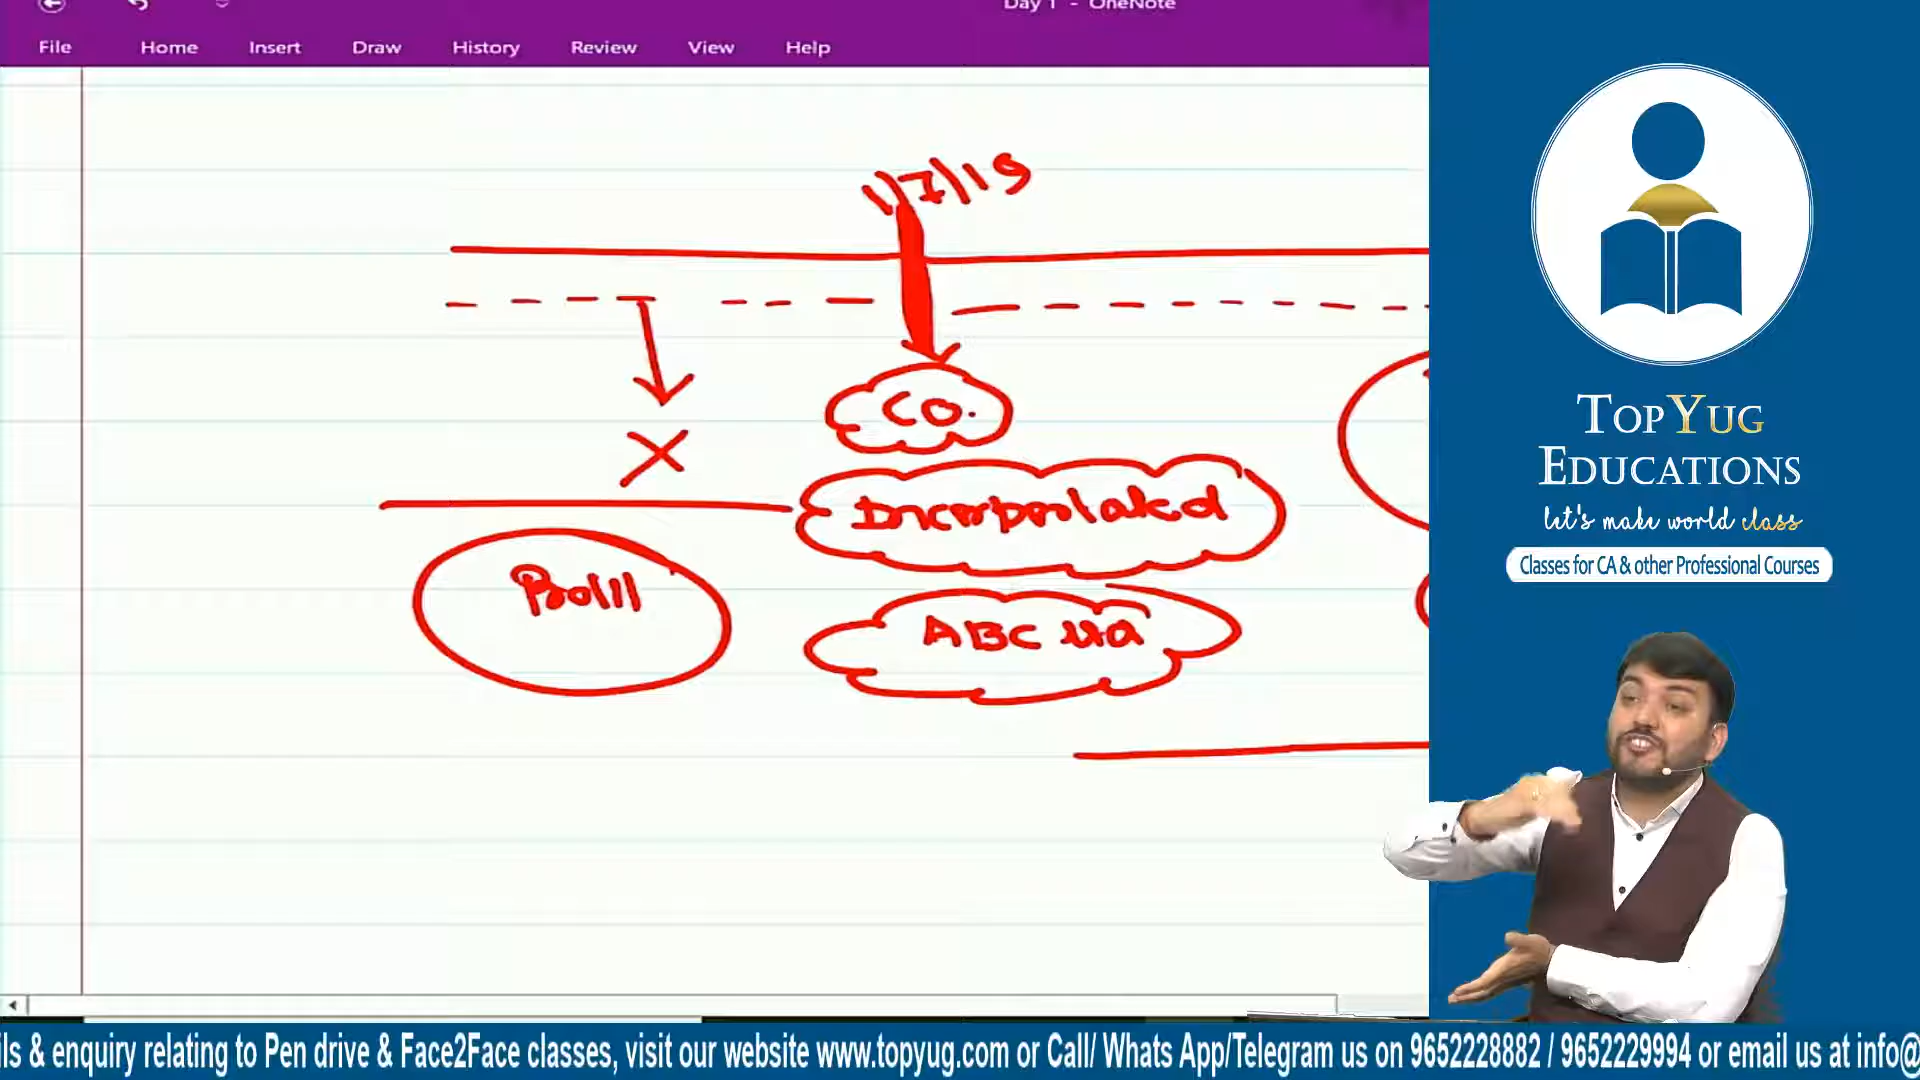 Day 1 - OneNote
File Home Insert Draw History Review View Help
1/7/19
CO.
Incorporated
ABC Ltd
TOPYUG
EDUCATIONS
let's make world class
Classes for CA & other Professional Courses
ils & enquiry relating to Pen drive & Face2Face classes, visit our website www.topyug.com or Call/ Whats App/Telegram us on 9652228882 / 9652229994 or email us at info@